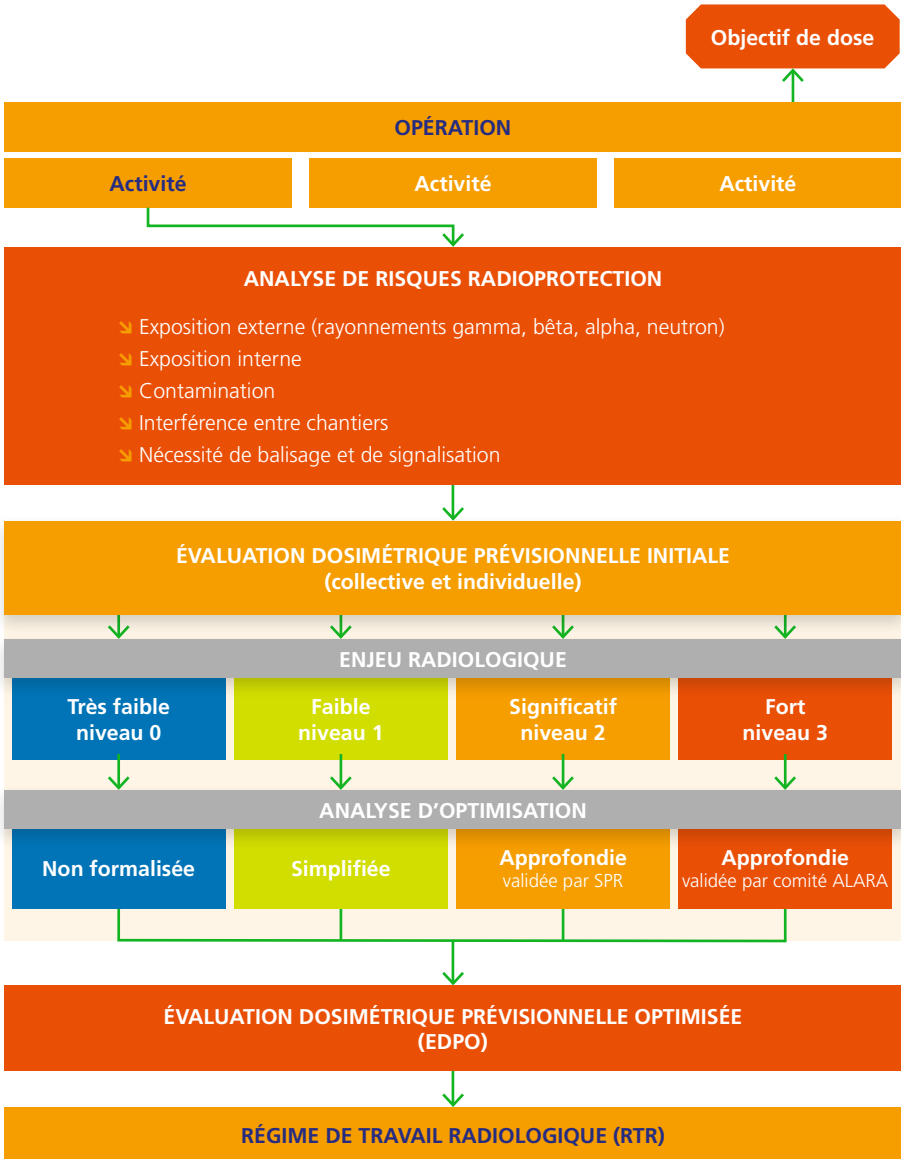 Objectif de dose
OPÉRATION
Activité
Activité
Activité
ANALYSE DE RISQUES RADIOPROTECTION
Exposition externe (rayonnements gamma, bêta, alpha, neutron)
Exposition interne
Contamination
Interférence entre chantiers
Nécessité de balisage et de signalisation
ÉVALUATION DOSIMÉTRIQUE PRÉVISIONNELLE INITIALE
(collective et individuelle)
ENJEU RADIOLOGIQUE
Très faible
niveau 0
Faible
niveau 1
Significatif
niveau 2
Fort
niveau 3
ANALYSE D'OPTIMISATION
Non formalisée
Simplifiée
Approfondie
validée par SPR
Approfondie
validée par comité ALARA
ÉVALUATION DOSIMÉTRIQUE PRÉVISIONNELLE OPTIMISÉE
(EDPO)
RÉGIME DE TRAVAIL RADIOLOGIQUE (RTR)